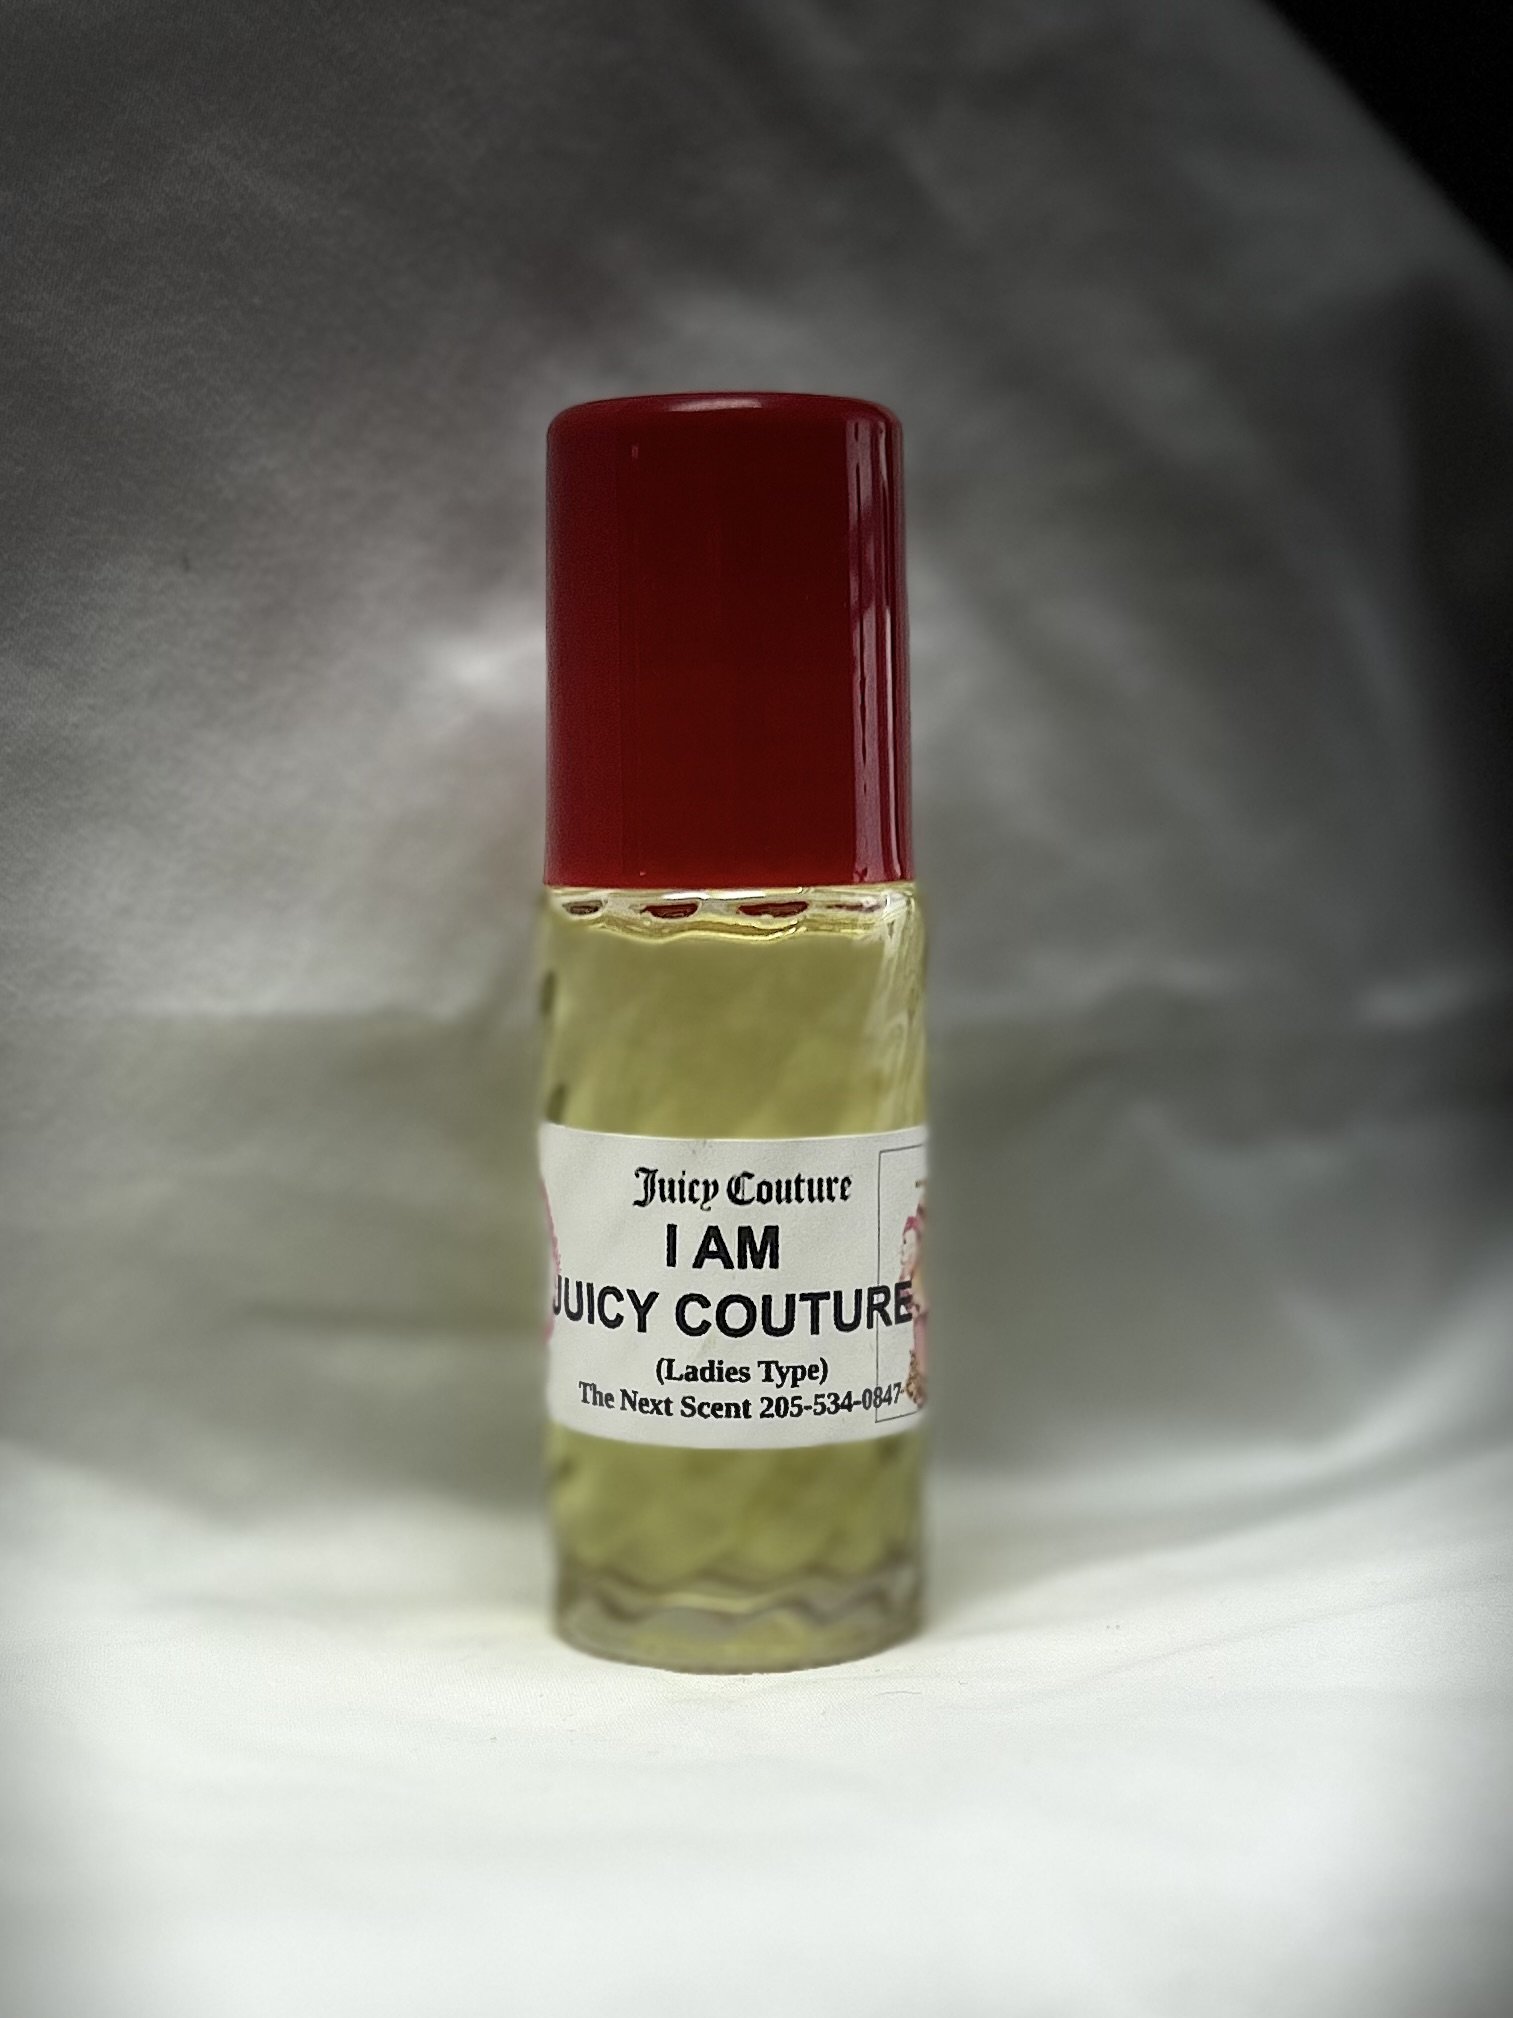 Juicy Couture
I AM
JUICY COUTURE
(Ladies Type)
The Next Scent 205-534-0847